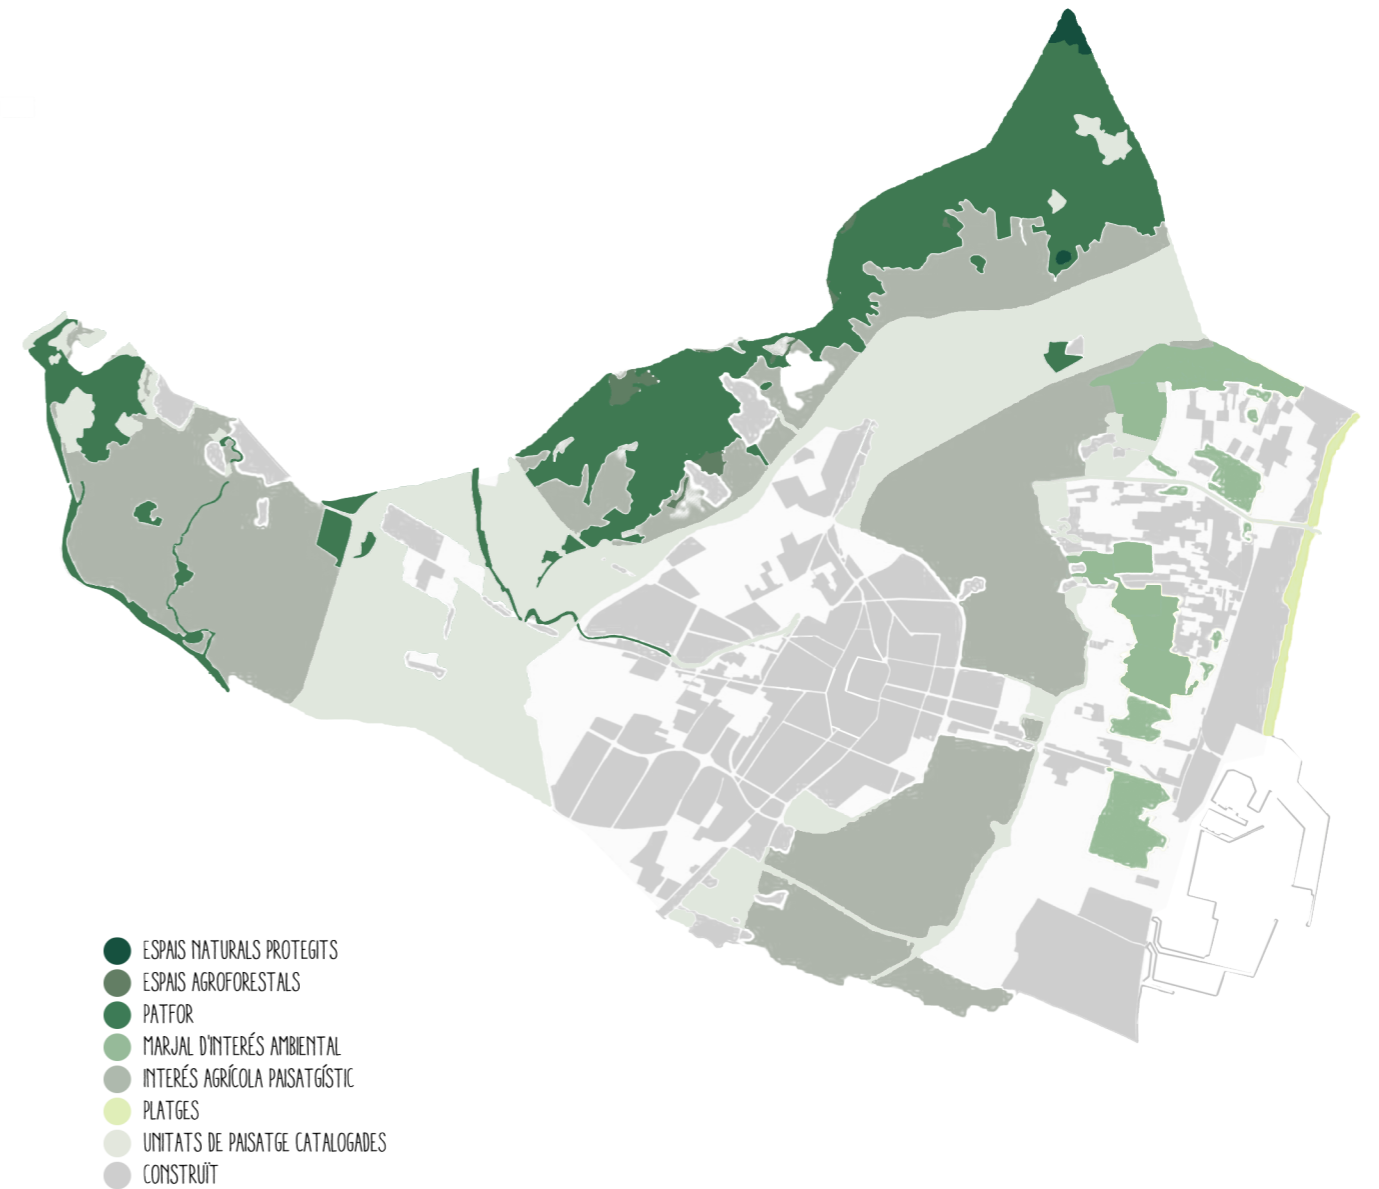 ESPAIS NATURALS PROTEGITS
ESPAIS AGROFORESTALS
PATFOR
MARJAL D'INTERÉS AMBIENTAL
INTERÉS AGRÍCOLA PAISATGÍSTIC
PLATGES
UNITATS DE PAISATGE CATALOGADES
CONSTRUÏT